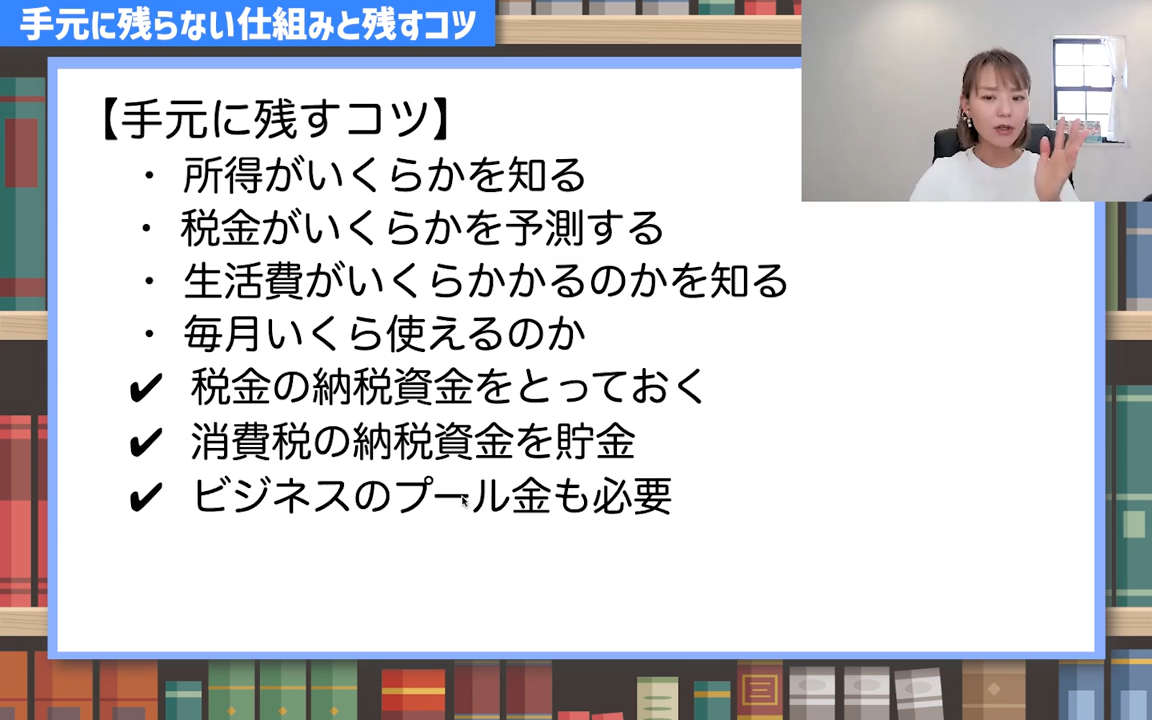 手元に残らない仕組みと残すコツ
【手元に残すコツ】
・ 所得がいくらかを知る
・ 税金がいくらかを予測する
・ 生活費がいくらかかるのかを知る
・ 毎月いくら使えるのか
✔ 税金の納税資金をとっておく
✔ 消費税の納税資金を貯金
✔ ビジネスのプール金も必要